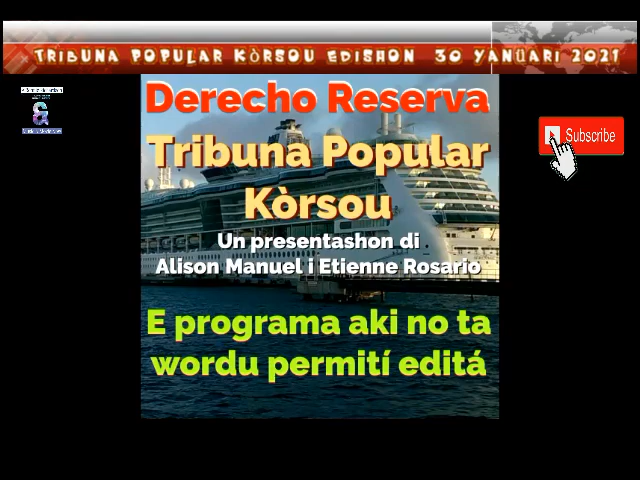 TRIBUNA POPULAR KÒRSOU EDISHON 30 YANÜARI 2021
Derecho Reserva
Subscribe
Tribuna Popular
Kòrsou
Un presentashon di
Alison Manuel i Etienne Rosario
E programa aki no ta
wordu permití editá